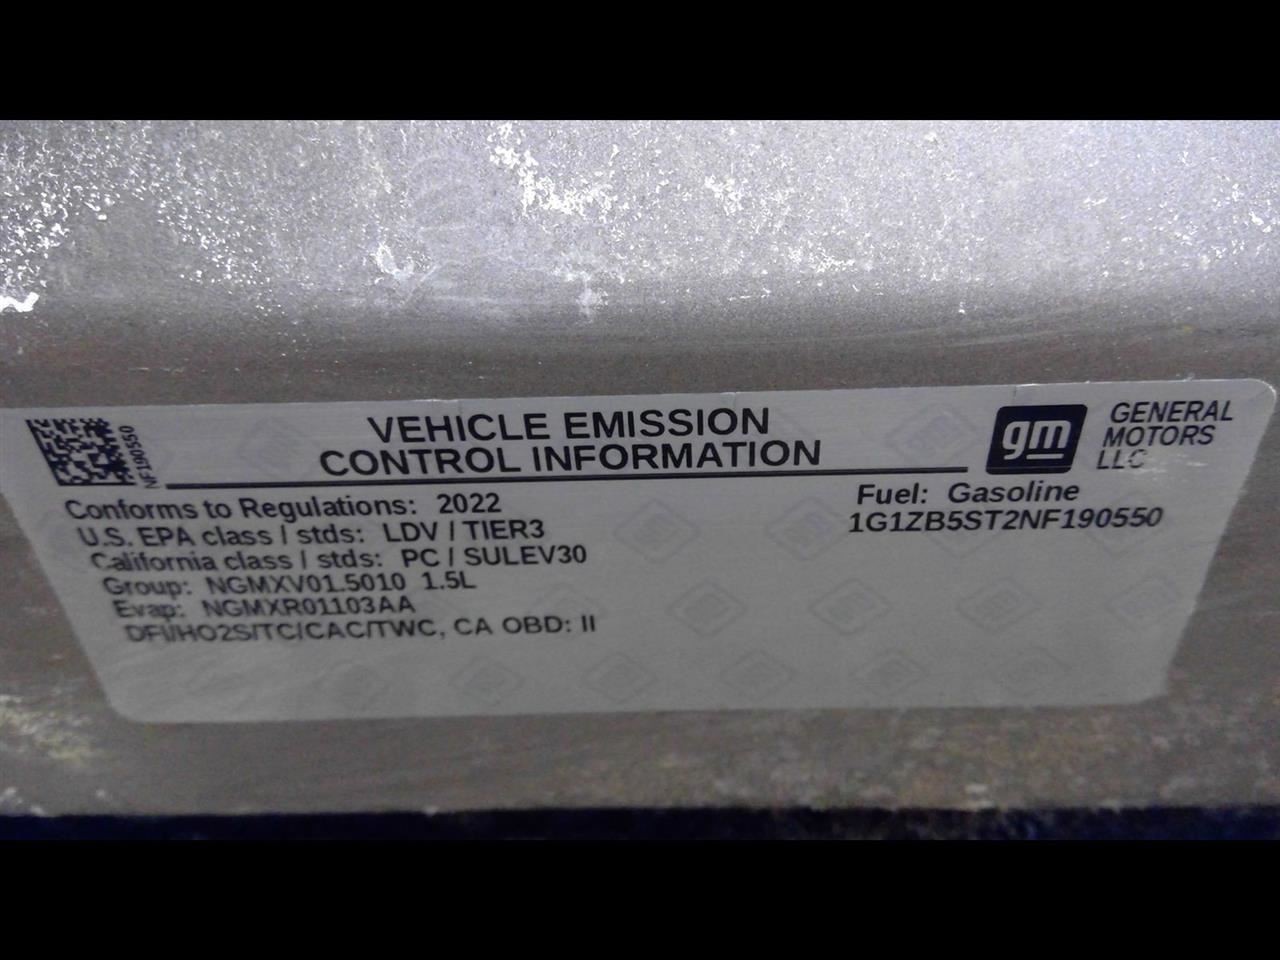 NF190550
VEHICLE EMISSION
CONTROL INFORMATION
gm
GENERAL
MOTORS
LLC
Conforms to Regulations: 2022
U.S. EPA class / stds: LDV / TIER3
California class / stds: PC / SULEV30
Group: NGMXV01.5010 1.5L
Evap: NGMXR01103AA
DFI/HO2S/TC/CAC/TWC, CA OBD: II
Fuel: Gasoline
1G1ZB5ST2NF190550